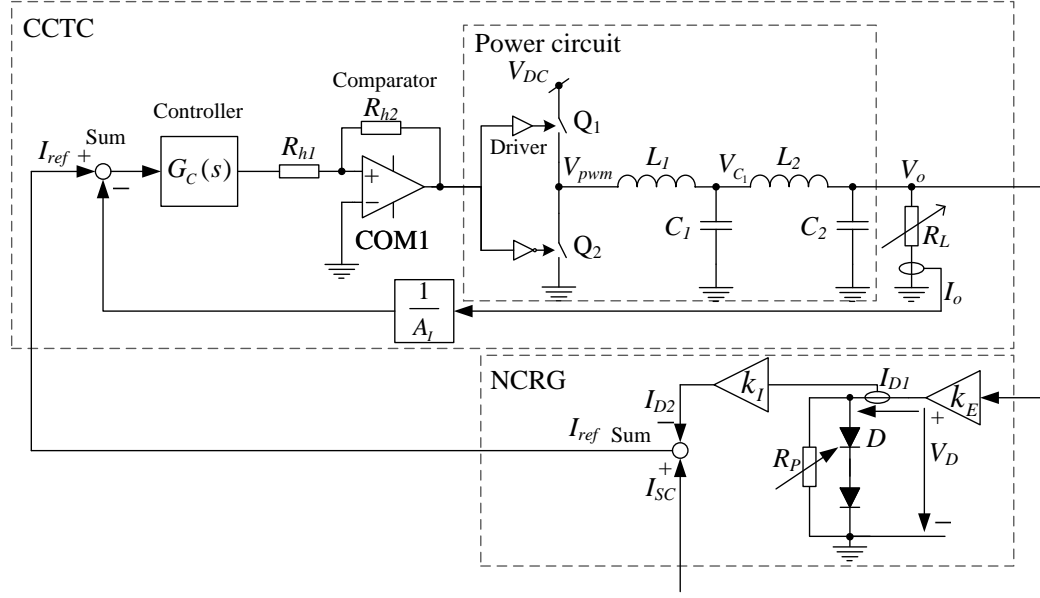 CCTC
Power circuit
V_DC
Comparator
Controller
R_h2
Q_1
Driver
Sum
I_ref +
G_C(s)
R_h1
V_pwm
L_1
V_C_1
L_2
V_o
−
+
−
COM1
C_1
C_2
R_L
Q_2
I_o
1
A_I
NCRG
k_I
I_D1
k_E
I_D2
−
+
I_ref Sum
D
R_P
V_D
+
I_SC
−